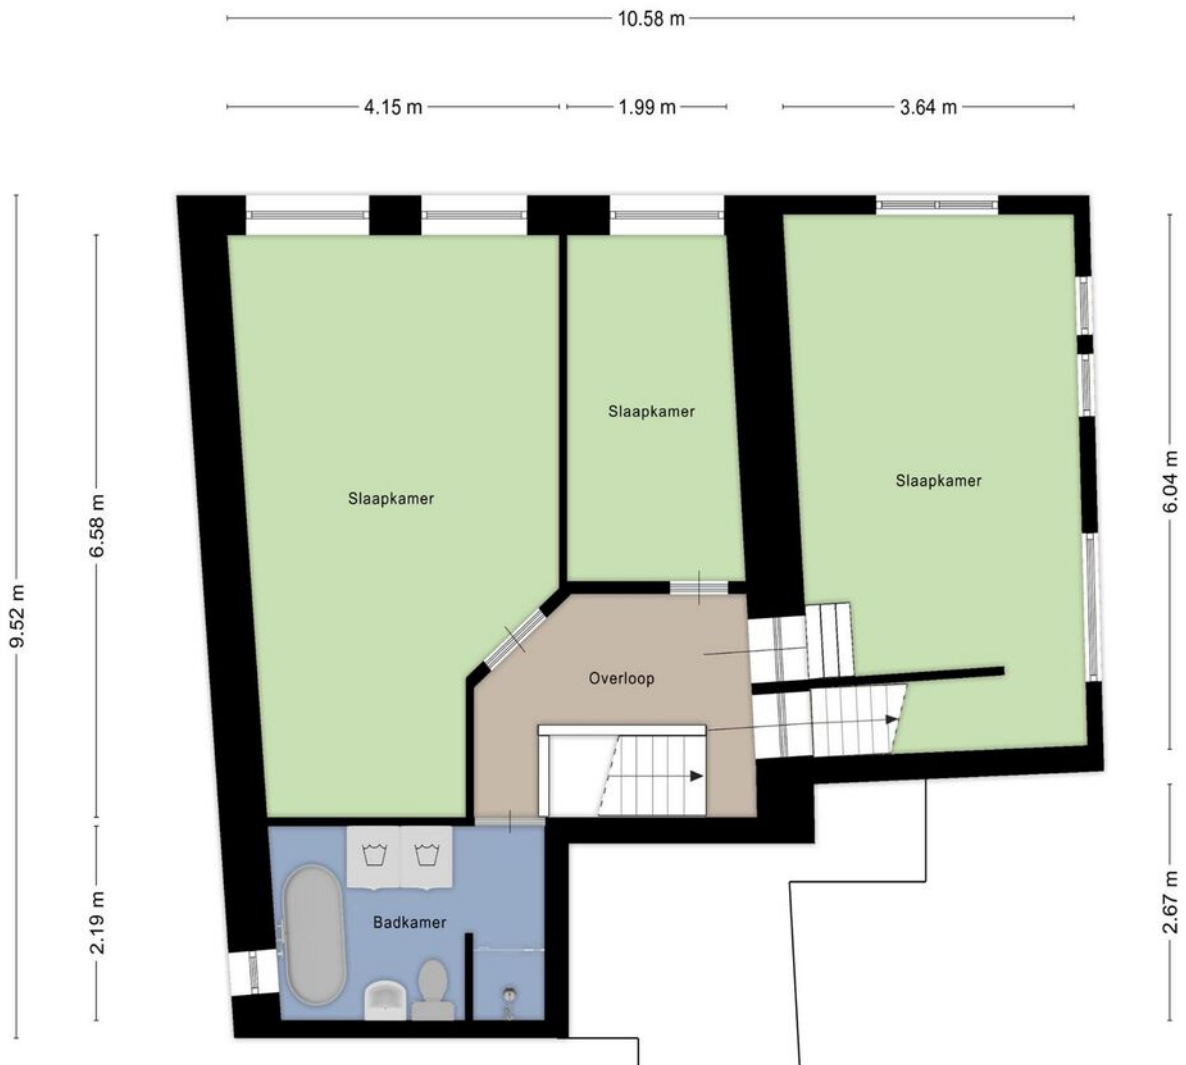 10.58 m
4.15 m
1.99 m
3.64 m
Slaapkamer
Slaapkamer
Slaapkamer
6.58 m
9.52 m
6.04 m
Overloop
Badkamer
2.19 m
2.67 m